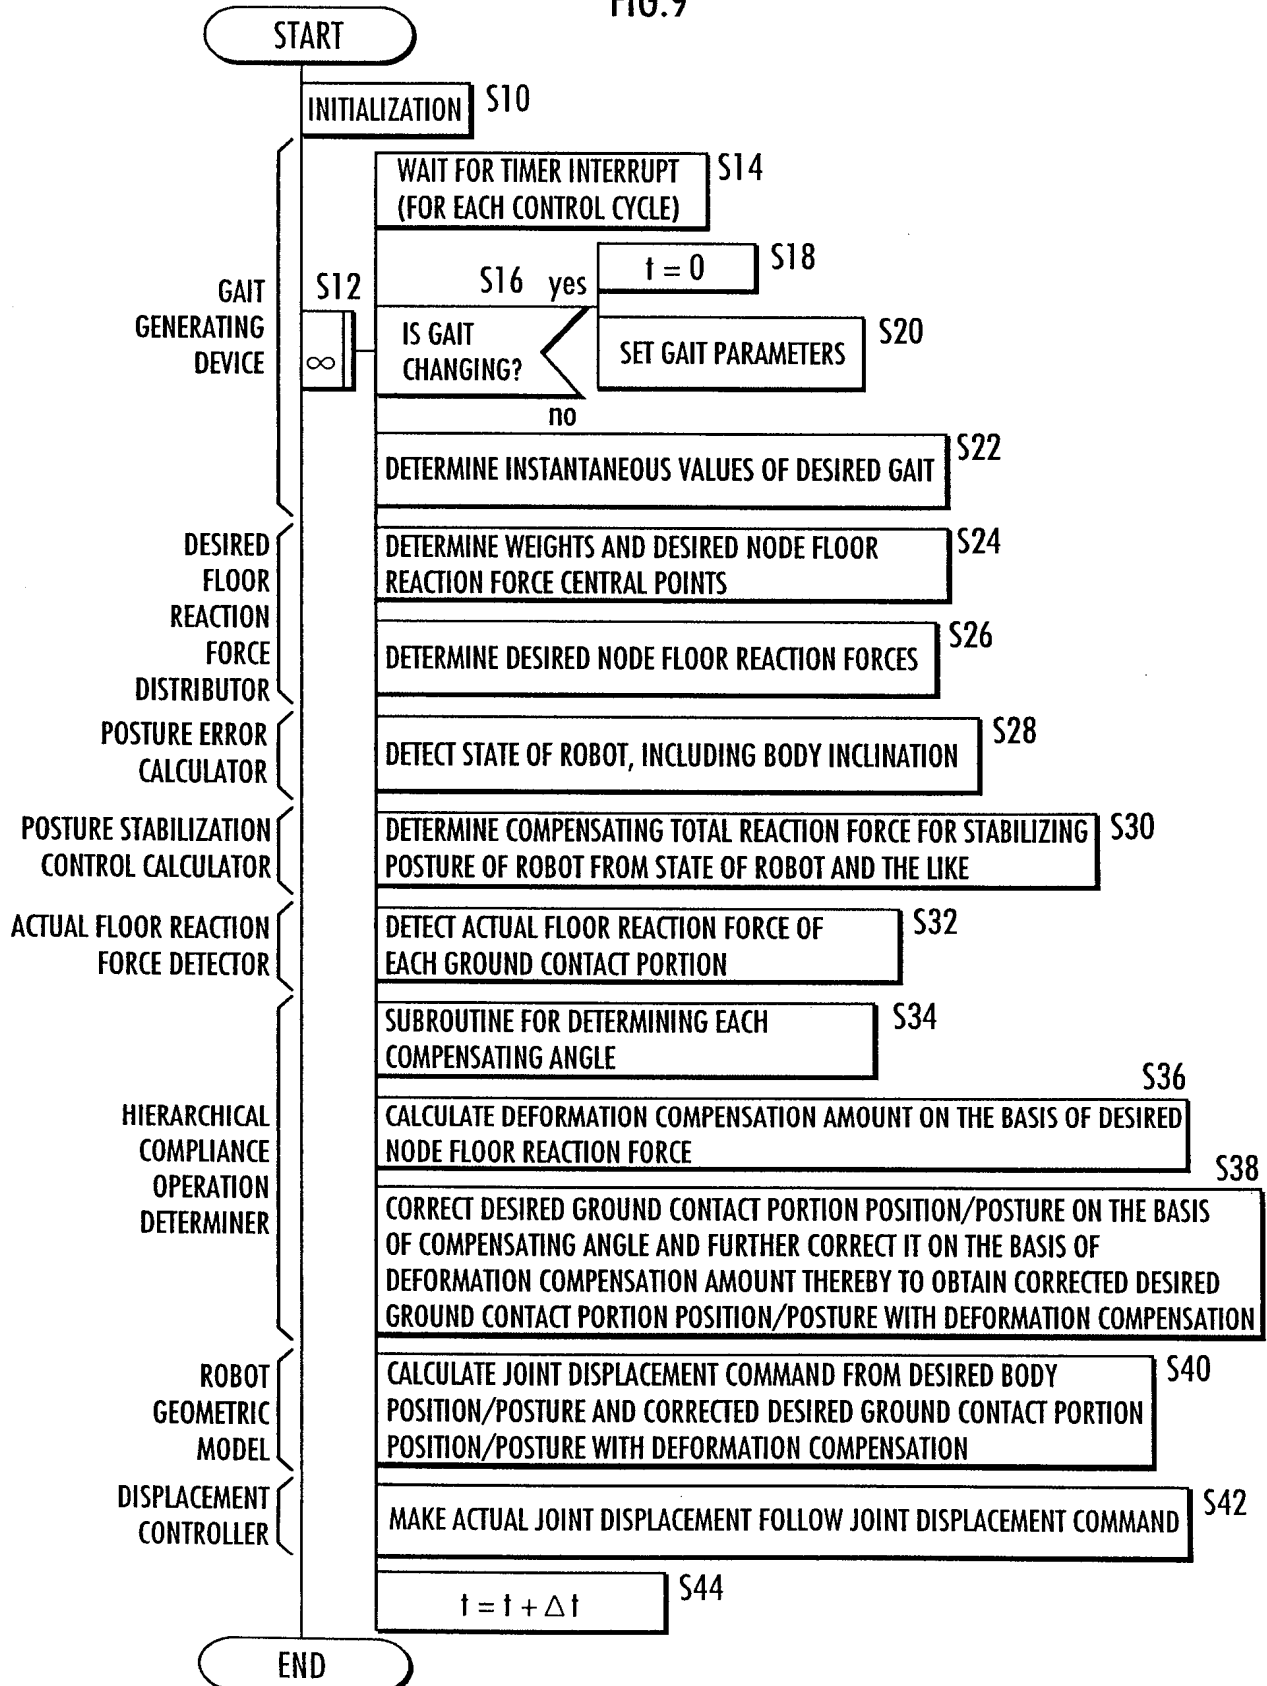 FIG.9
START
INITIALIZATION
S10
WAIT FOR TIMER INTERRUPT
(FOR EACH CONTROL CYCLE)
S14
t = 0
S18
S16
yes
GAIT
GENERATING
DEVICE
S12
∞
IS GAIT
CHANGING?
SET GAIT PARAMETERS
S20
no
DETERMINE INSTANTANEOUS VALUES OF DESIRED GAIT
S22
DESIRED
FLOOR
REACTION
FORCE
DISTRIBUTOR
DETERMINE WEIGHTS AND DESIRED NODE FLOOR
REACTION FORCE CENTRAL POINTS
S24
DETERMINE DESIRED NODE FLOOR REACTION FORCES
S26
POSTURE ERROR
CALCULATOR
DETECT STATE OF ROBOT, INCLUDING BODY INCLINATION
S28
POSTURE STABILIZATION
CONTROL CALCULATOR
DETERMINE COMPENSATING TOTAL REACTION FORCE FOR STABILIZING
POSTURE OF ROBOT FROM STATE OF ROBOT AND THE LIKE
S30
ACTUAL FLOOR REACTION
FORCE DETECTOR
DETECT ACTUAL FLOOR REACTION FORCE OF
EACH GROUND CONTACT PORTION
S32
HIERARCHICAL
COMPLIANCE
OPERATION
DETERMINER
SUBROUTINE FOR DETERMINING EACH
COMPENSATING ANGLE
S34
S36
CALCULATE DEFORMATION COMPENSATION AMOUNT ON THE BASIS OF DESIRED
NODE FLOOR REACTION FORCE
S38
CORRECT DESIRED GROUND CONTACT PORTION POSITION/POSTURE ON THE BASIS
OF COMPENSATING ANGLE AND FURTHER CORRECT IT ON THE BASIS OF
DEFORMATION COMPENSATION AMOUNT THEREBY TO OBTAIN CORRECTED DESIRED
GROUND CONTACT PORTION POSITION/POSTURE WITH DEFORMATION COMPENSATION
ROBOT
GEOMETRIC
MODEL
CALCULATE JOINT DISPLACEMENT COMMAND FROM DESIRED BODY
POSITION/POSTURE AND CORRECTED DESIRED GROUND CONTACT PORTION
POSITION/POSTURE WITH DEFORMATION COMPENSATION
S40
DISPLACEMENT
CONTROLLER
MAKE ACTUAL JOINT DISPLACEMENT FOLLOW JOINT DISPLACEMENT COMMAND
S42
t = t + Δ t
S44
END